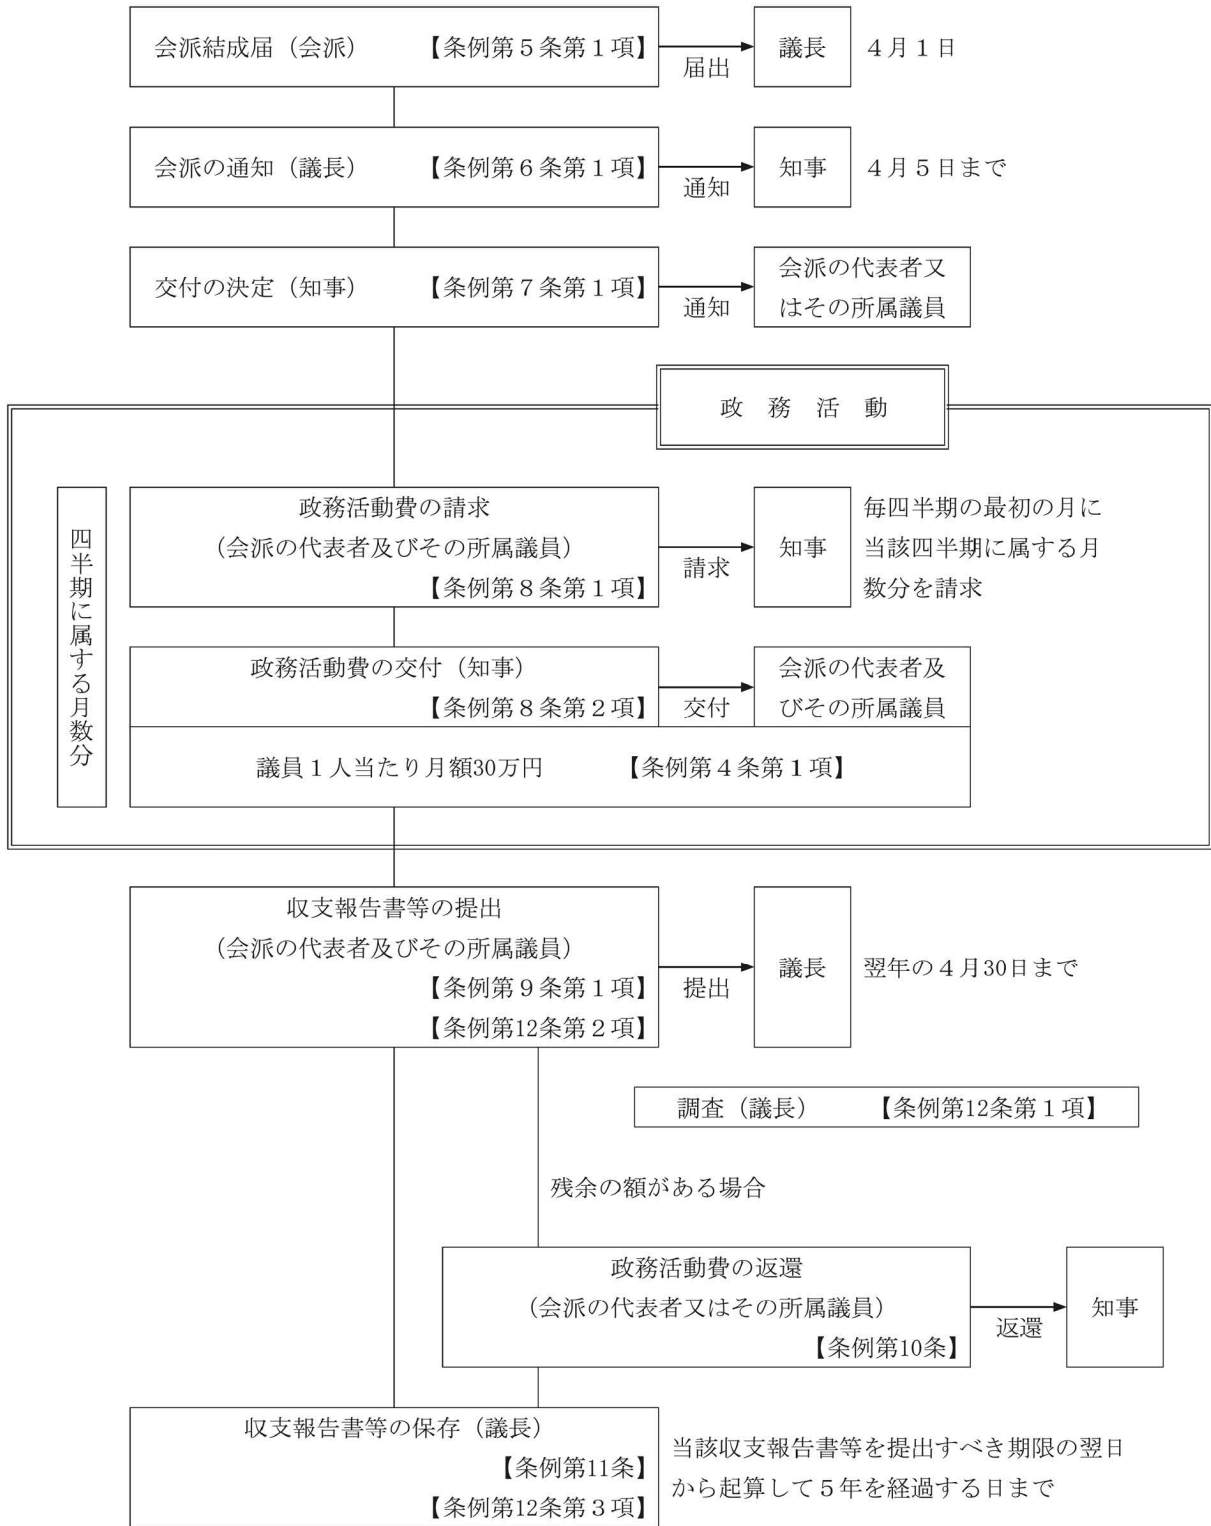 会派結成届（会派）　　【条例第５条第１項】
届出
議長
４月１日
会派の通知（議長）　　【条例第６条第１項】
通知
知事
４月５日まで
交付の決定（知事）　　【条例第７条第１項】
通知
会派の代表者又
はその所属議員
政　務　活　動
四半期に属する月数分
政務活動費の請求
（会派の代表者及びその所属議員）
【条例第８条第１項】
請求
知事
毎四半期の最初の月に
当該四半期に属する月
数分を請求
政務活動費の交付（知事）
【条例第８条第２項】
交付
会派の代表者及
びその所属議員
議員１人当たり月額30万円　　【条例第４条第１項】
収支報告書等の提出
（会派の代表者及びその所属議員）
【条例第９条第１項】
【条例第12条第２項】
提出
議長
翌年の４月30日まで
調査（議長）　　【条例第12条第１項】
残余の額がある場合
政務活動費の返還
（会派の代表者又はその所属議員）
【条例第10条】
返還
知事
収支報告書等の保存（議長）
【条例第11条】
【条例第12条第３項】
当該収支報告書等を提出すべき期限の翌日
から起算して５年を経過する日まで